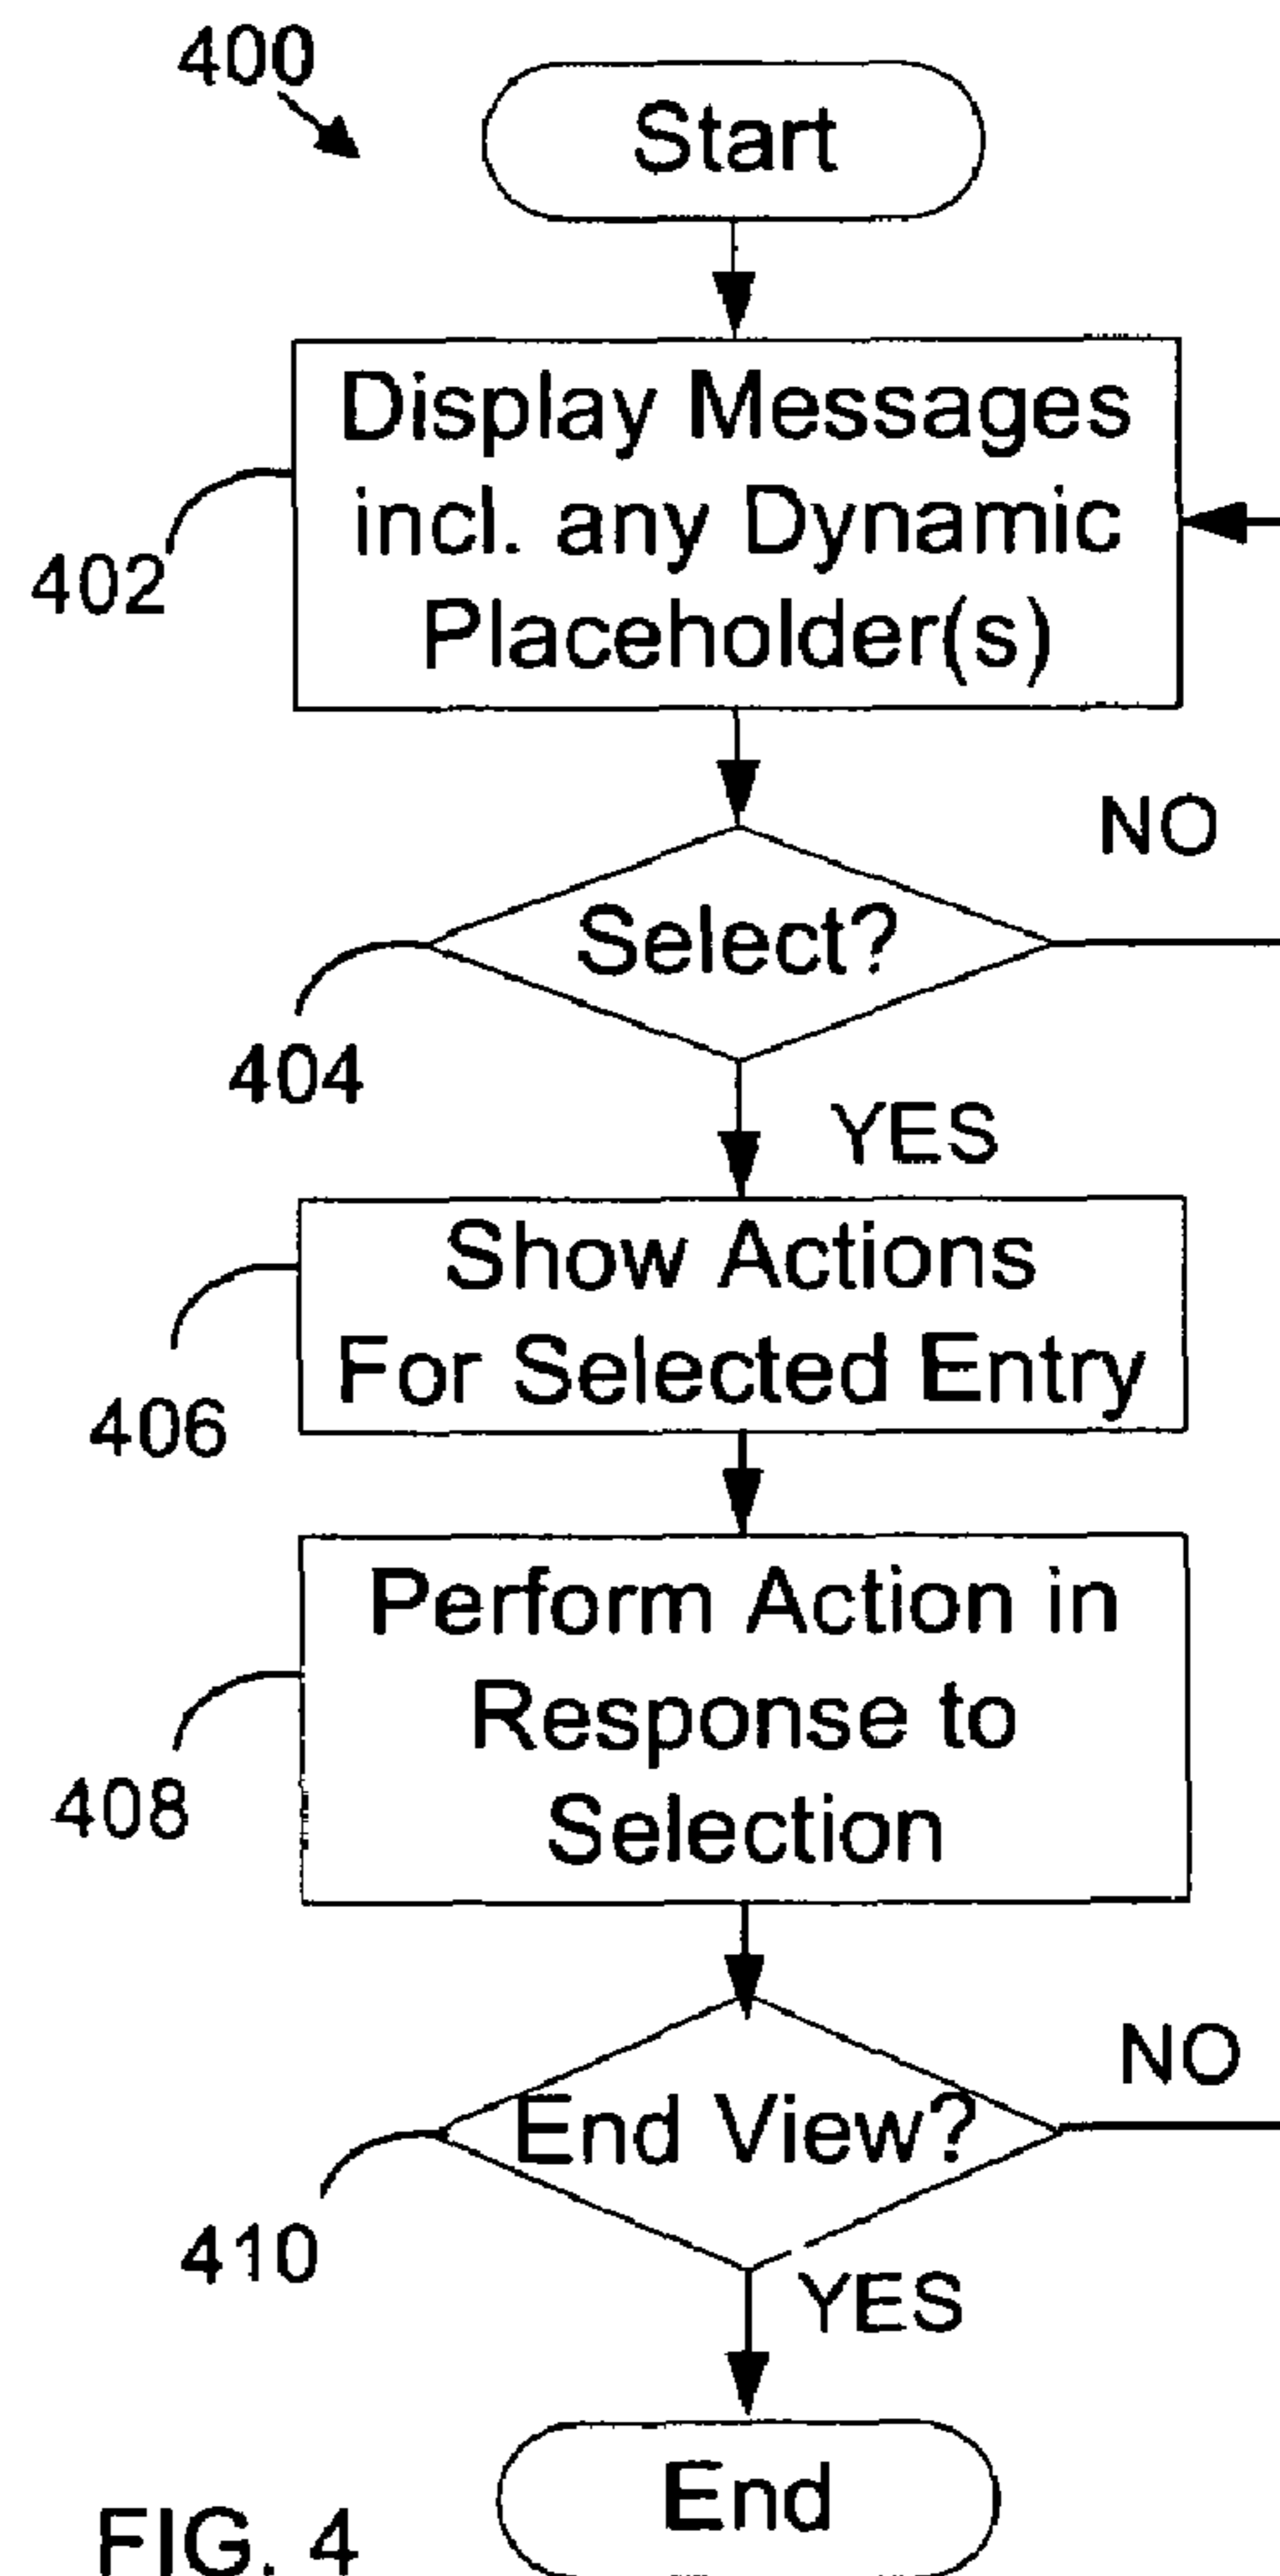 400
Start
Display Messages
incl. any Dynamic
Placeholder(s)
402
NO
Select?
404
YES
Show Actions
For Selected Entry
406
Perform Action in
Response to
Selection
408
NO
End View?
410
YES
End
FIG. 4